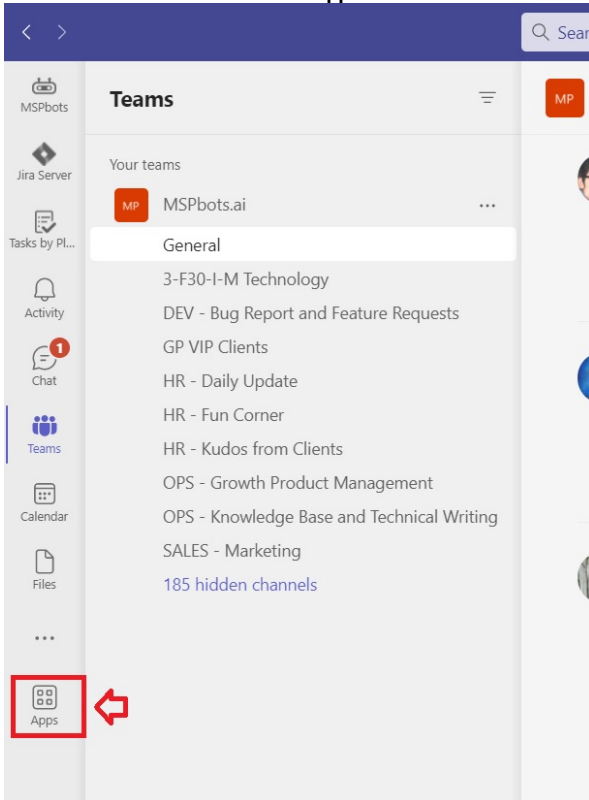 Sear
MSPbots
Jira Server
Tasks by Pl...
Activity
1
Chat
Teams
Calendar
Files
Apps
Teams
Your teams
MP MSPbots.ai
General
3-F30-I-M Technology
DEV - Bug Report and Feature Requests
GP VIP Clients
HR - Daily Update
HR - Fun Corner
HR - Kudos from Clients
OPS - Growth Product Management
OPS - Knowledge Base and Technical Writing
SALES - Marketing
185 hidden channels
MP